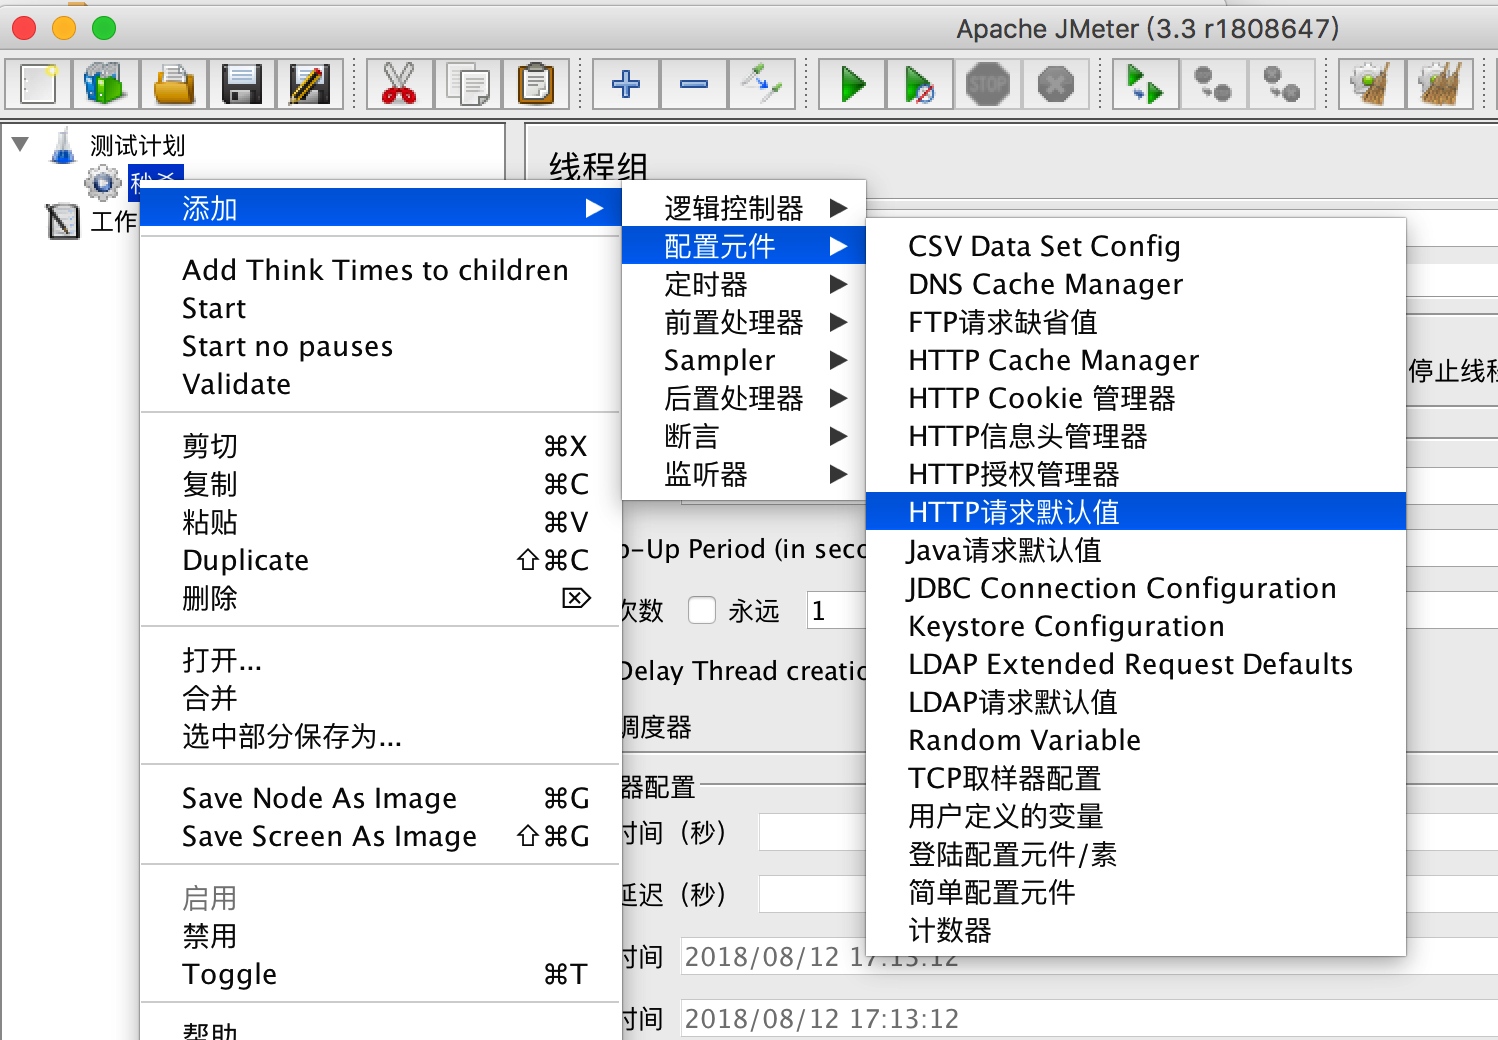 Apache JMeter (3.3 r1808647)
STOP
测试计划
工作
线程组
添加
Add Think Times to children
Start
Start no pauses
Validate
剪切 ⌘X
复制 ⌘C
粘贴 ⌘V
Duplicate ⇧⌘C
删除 ⌦
打开...
合并
选中部分保存为...
Save Node As Image ⌘G
Save Screen As Image ⇧⌘G
启用
禁用
Toggle ⌘T
帮助
逻辑控制器
配置元件
定时器
前置处理器
Sampler
后置处理器
断言
监听器
CSV Data Set Config
DNS Cache Manager
FTP请求缺省值
HTTP Cache Manager
HTTP Cookie 管理器
HTTP信息头管理器
HTTP授权管理器
HTTP请求默认值
Java请求默认值
JDBC Connection Configuration
Keystore Configuration
LDAP Extended Request Defaults
LDAP请求默认值
Random Variable
TCP取样器配置
用户定义的变量
登陆配置元件/素
简单配置元件
计数器
停止线程
-Up Period (in seco
次数 永远 1
Delay Thread creatio
调度器
器配置
时间（秒）
延迟（秒）
时间 2018/08/12 17:13:12
时间 2018/08/12 17:13:12